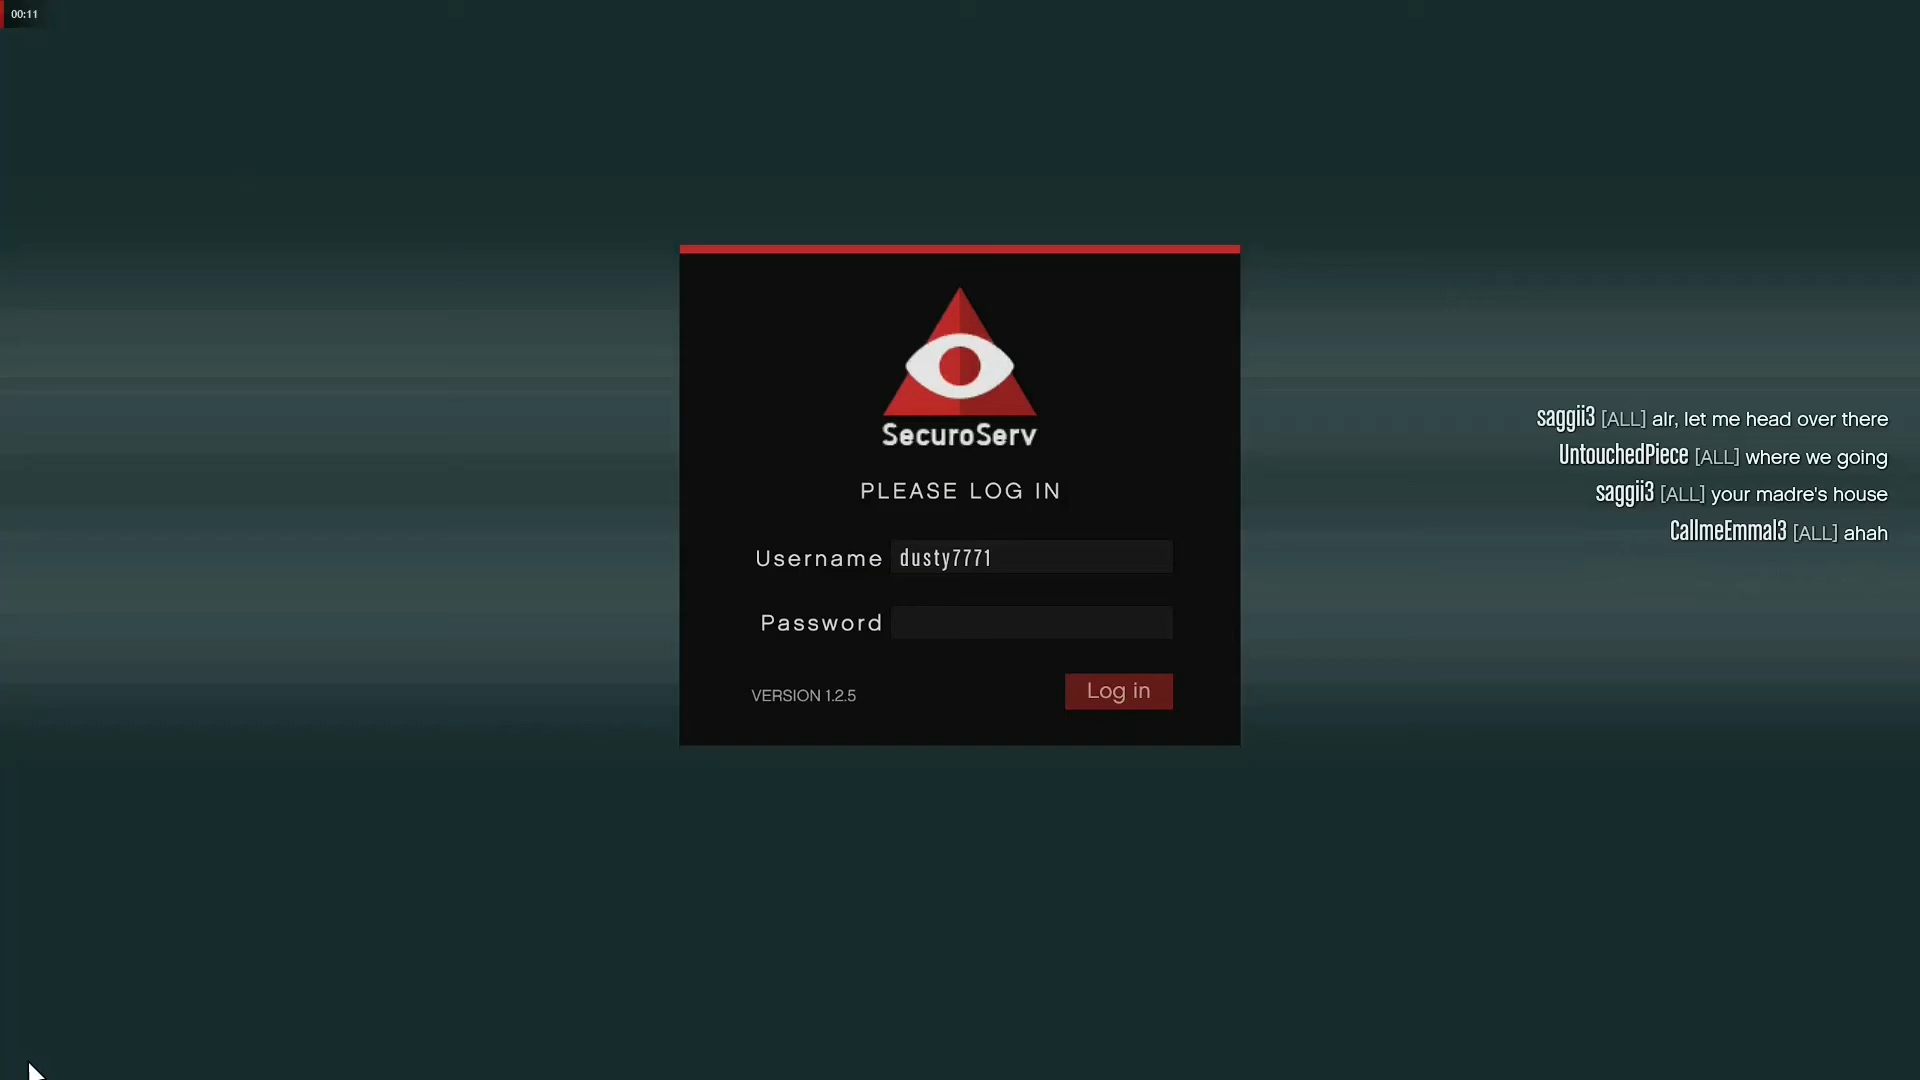 00:11
SecuroServ
PLEASE LOG IN
Username dusty7771
Password
VERSION 1.2.5 Log in
saggii3 [ALL] alr, let me head over there
UntouchedPiece [ALL] where we going
saggii3 [ALL] your madre's house
CallmeEmmal3 [ALL] ahah